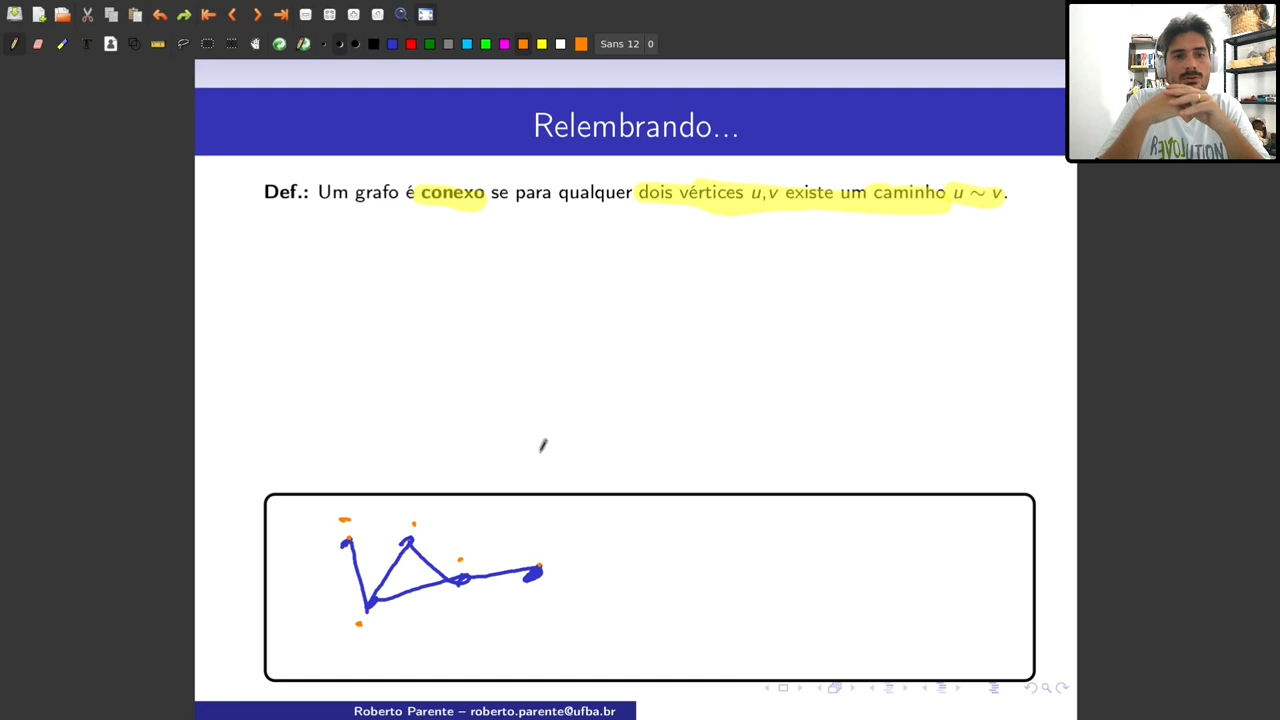 Sans 12 0
Relembrando...
Def.: Um grafo é conexo se para qualquer dois vértices u,v existe um caminho u ∼ v.
Roberto Parente – roberto.parente@ufba.br